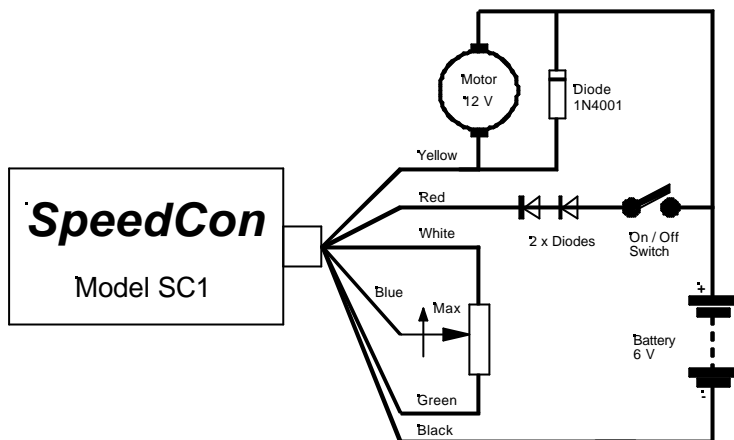 Motor
12 V
Diode
1N4001
Yellow
Red
SpeedCon
Model SC1
White
2 x Diodes
On / Off
Switch
Blue
Max
+
Battery
6 V
-
Green
Black